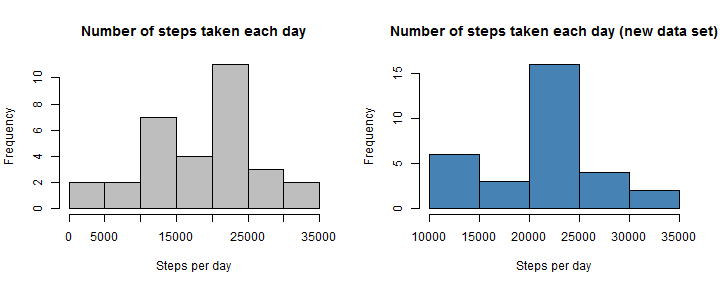 Number of steps taken each day
Frequency
10
8
6
4
2
0
0 5000 15000 25000 35000
Steps per day
Number of steps taken each day (new data set)
Frequency
15
10
5
0
10000 15000 20000 25000 30000 35000
Steps per day